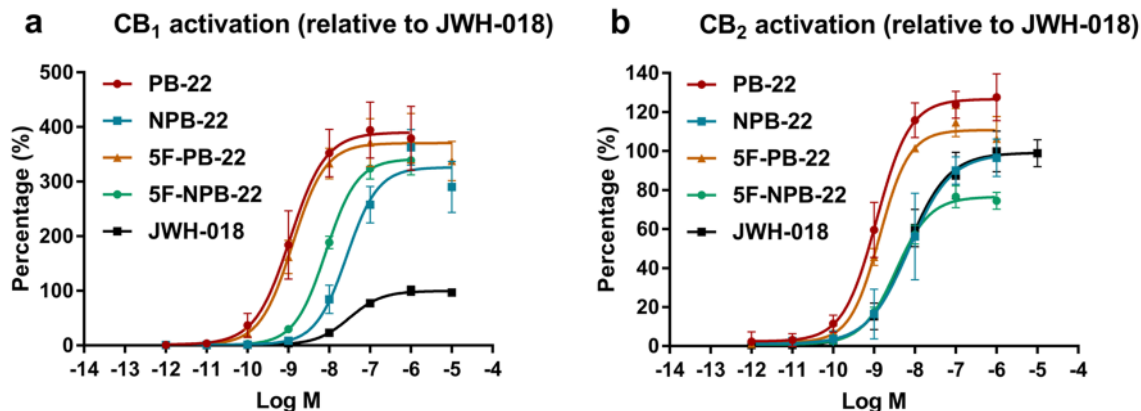 a
CB₁ activation (relative to JWH-018)
Percentage (%)
500
400
300
200
100
0
PB-22
NPB-22
5F-PB-22
5F-NPB-22
JWH-018
-14 -13 -12 -11 -10 -9 -8 -7 -6 -5 -4
Log M
b
CB₂ activation (relative to JWH-018)
Percentage (%)
140
120
100
80
60
40
20
0
PB-22
NPB-22
5F-PB-22
5F-NPB-22
JWH-018
-14 -13 -12 -11 -10 -9 -8 -7 -6 -5 -4
Log M